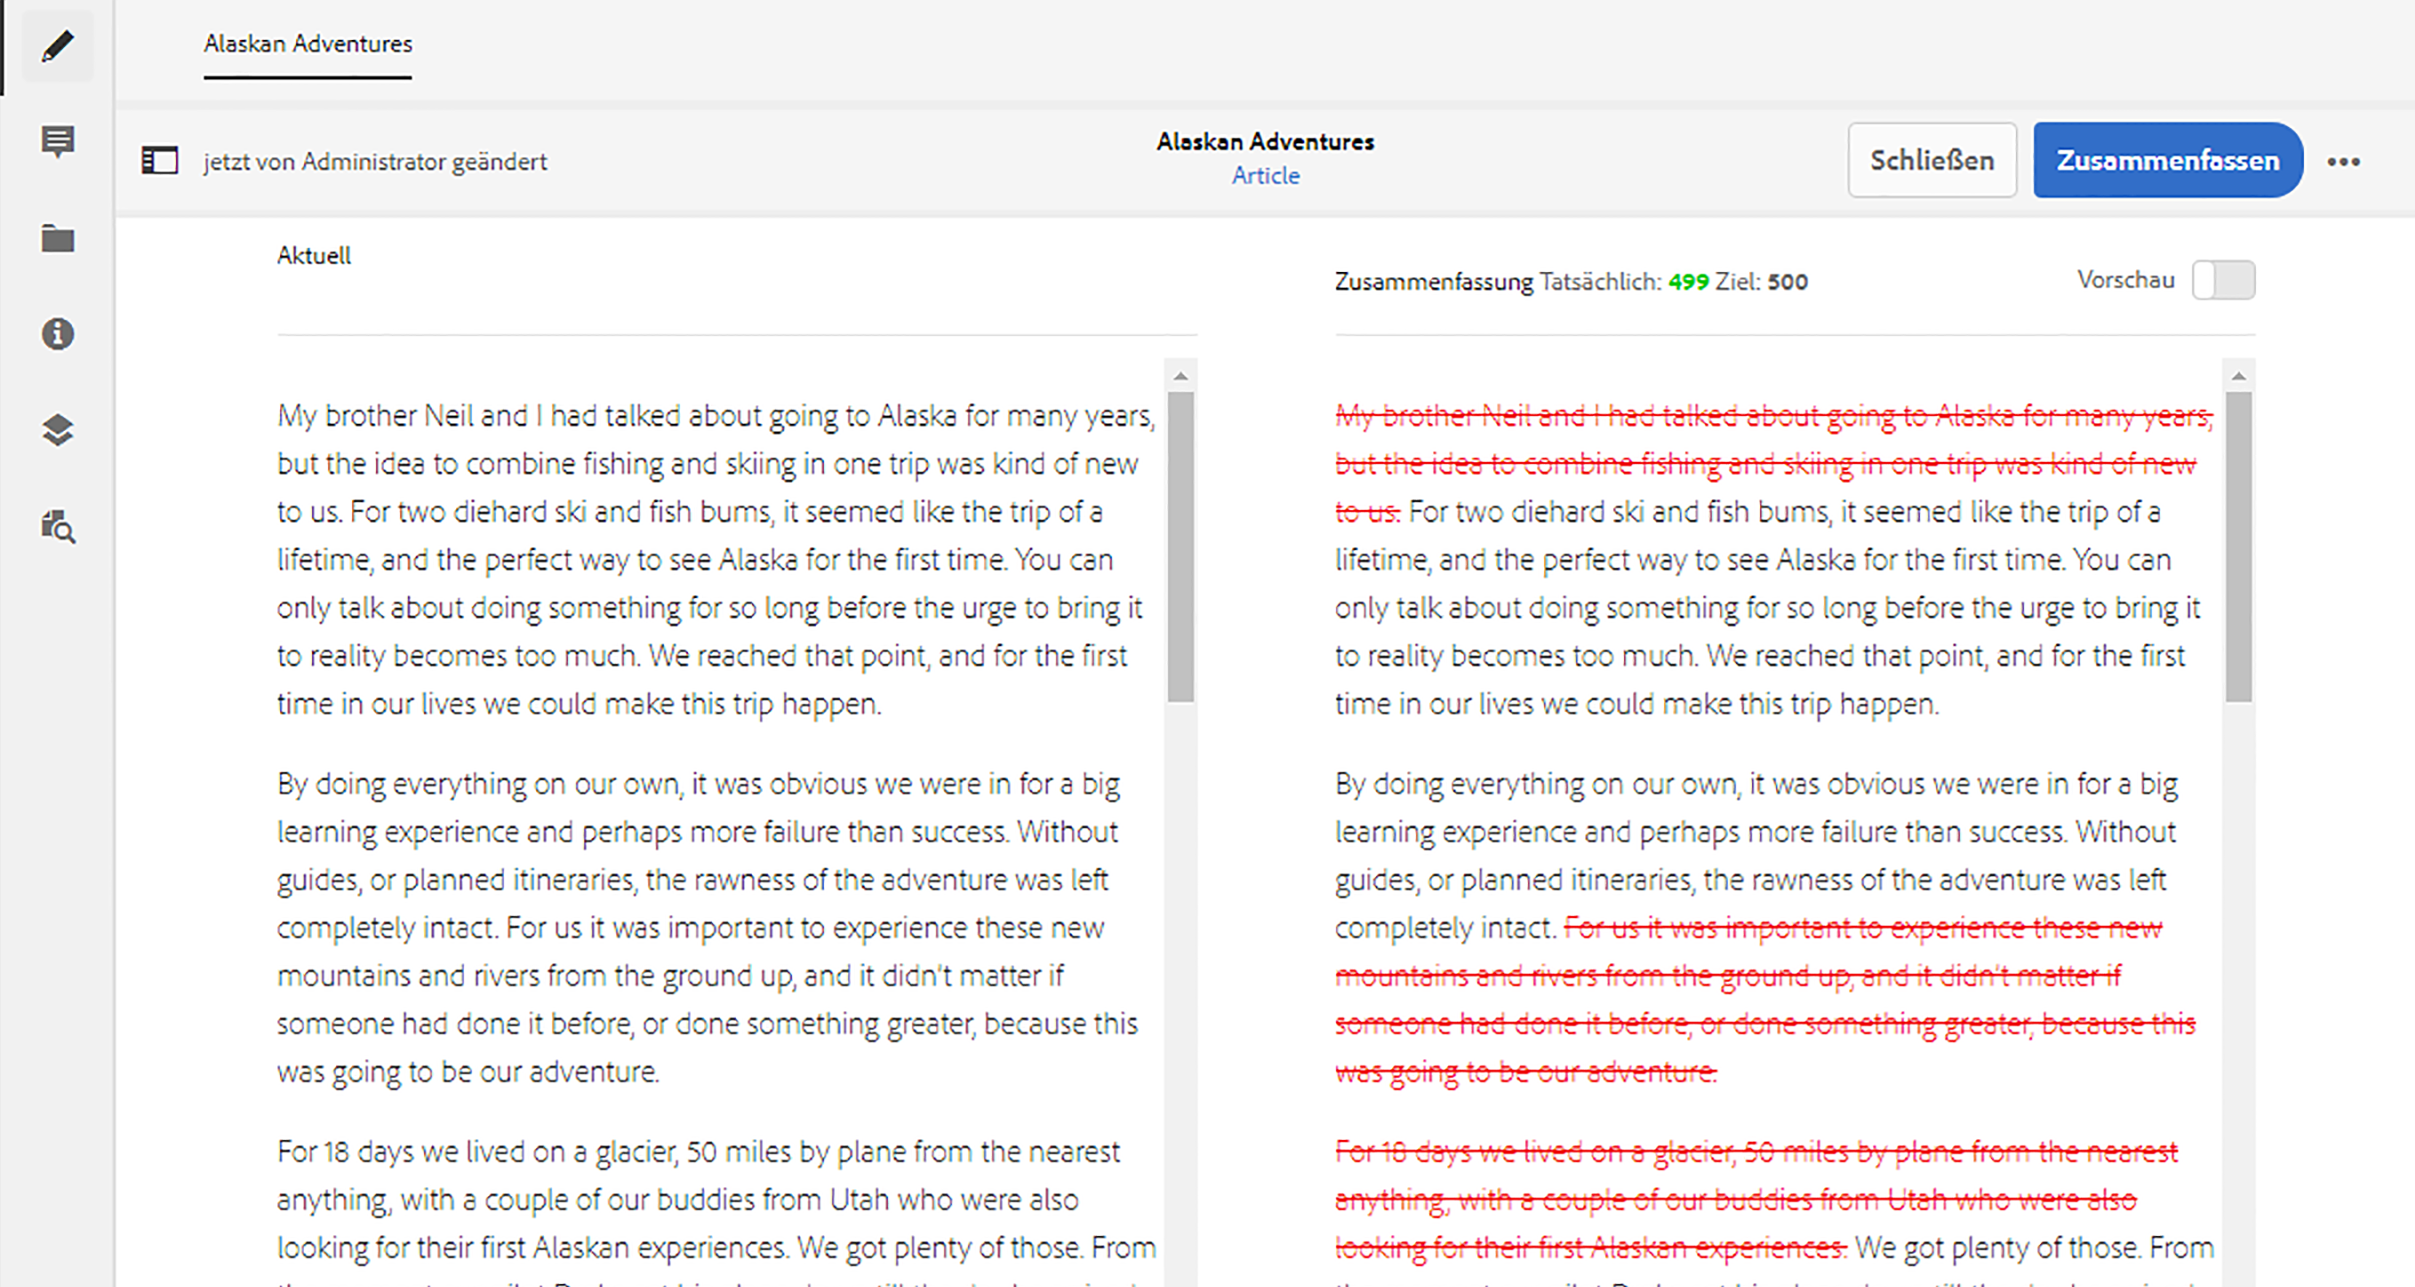 Alaskan Adventures
jetzt von Administrator geändert
Alaskan Adventures
Article
Schließen
Zusammenfassen
Aktuell
My brother Neil and I had talked about going to Alaska for many years,
but the idea to combine fishing and skiing in one trip was kind of new
to us. For two diehard ski and fish bums, it seemed like the trip of a
lifetime, and the perfect way to see Alaska for the first time. You can
only talk about doing something for so long before the urge to bring it
to reality becomes too much. We reached that point, and for the first
time in our lives we could make this trip happen.
By doing everything on our own, it was obvious we were in for a big
learning experience and perhaps more failure than success. Without
guides, or planned itineraries, the rawness of the adventure was left
completely intact. For us it was important to experience these new
mountains and rivers from the ground up, and it didn't matter if
someone had done it before, or done something greater, because this
was going to be our adventure.
For 18 days we lived on a glacier, 50 miles by plane from the nearest
anything, with a couple of our buddies from Utah who were also
looking for their first Alaskan experiences. We got plenty of those. From
Zusammenfassung Tatsächlich: 499 Ziel: 500
Vorschau
My brother Neil and I had talked about going to Alaska for many years,
but the idea to combine fishing and skiing in one trip was kind of new
to us. For two diehard ski and fish bums, it seemed like the trip of a
lifetime, and the perfect way to see Alaska for the first time. You can
only talk about doing something for so long before the urge to bring it
to reality becomes too much. We reached that point, and for the first
time in our lives we could make this trip happen.
By doing everything on our own, it was obvious we were in for a big
learning experience and perhaps more failure than success. Without
guides, or planned itineraries, the rawness of the adventure was left
completely intact. For us it was important to experience these new
mountains and rivers from the ground up, and it didn't matter if
someone had done it before, or done something greater, because this
was going to be our adventure.
For 18 days we lived on a glacier, 50 miles by plane from the nearest
anything, with a couple of our buddies from Utah who were also
looking for their first Alaskan experiences. We got plenty of those. From